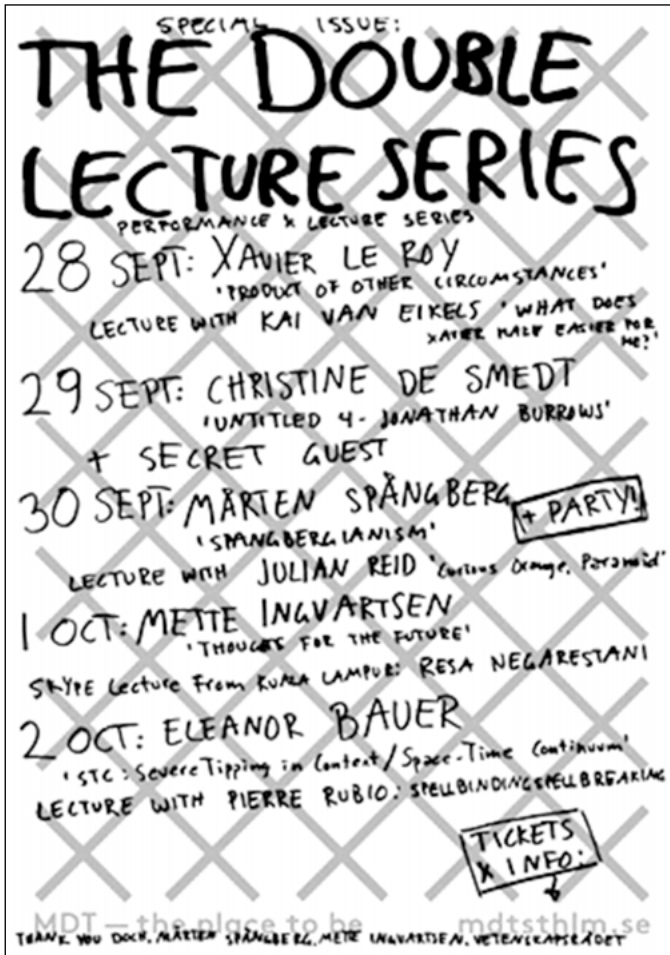 SPECIAL ISSUE:
THE DOUBLE
LECTURE SERIES
PERFORMANCE & LECTURE SERIES
28 SEPT: XAVIER LE ROY
'PRODUCT OF OTHER CIRCUMSTANCES'
LECTURE WITH KAI VAN EIKELS 'WHAT DOES
XAVIER MAKE EASIER FOR
ME?'
29 SEPT: CHRISTINE DE SMEDT
'UNTITLED 4 - JONATHAN BURROWS'
+ SECRET GUEST
30 SEPT: MÅRTEN SPÅNGBERG
+ PARTY!
'SPANGBERGIANISM'
LECTURE WITH JULIAN REID 'Curious Orange, Paranoid'
1 OCT: METTE INGVARTSEN
'THOUGHTS FOR THE FUTURE'
SKYPE Lecture From KUALA LAMPUR: RESA NEGARESTANI
2 OCT: ELEANOR BAUER
'STC: Severe Tipping in Context/Space-Time Continuum'
LECTURE WITH PIERRE RUBIO: SPELLBINDINGSPELLBREAKING
TICKETS
& INFO:
MDT — the place to be mdtsthlm.se
THANK YOU DOCH, MÅRTEN SPÅNGBERG, METTE INGVARTSEN, VETENSKAPSRÅDET